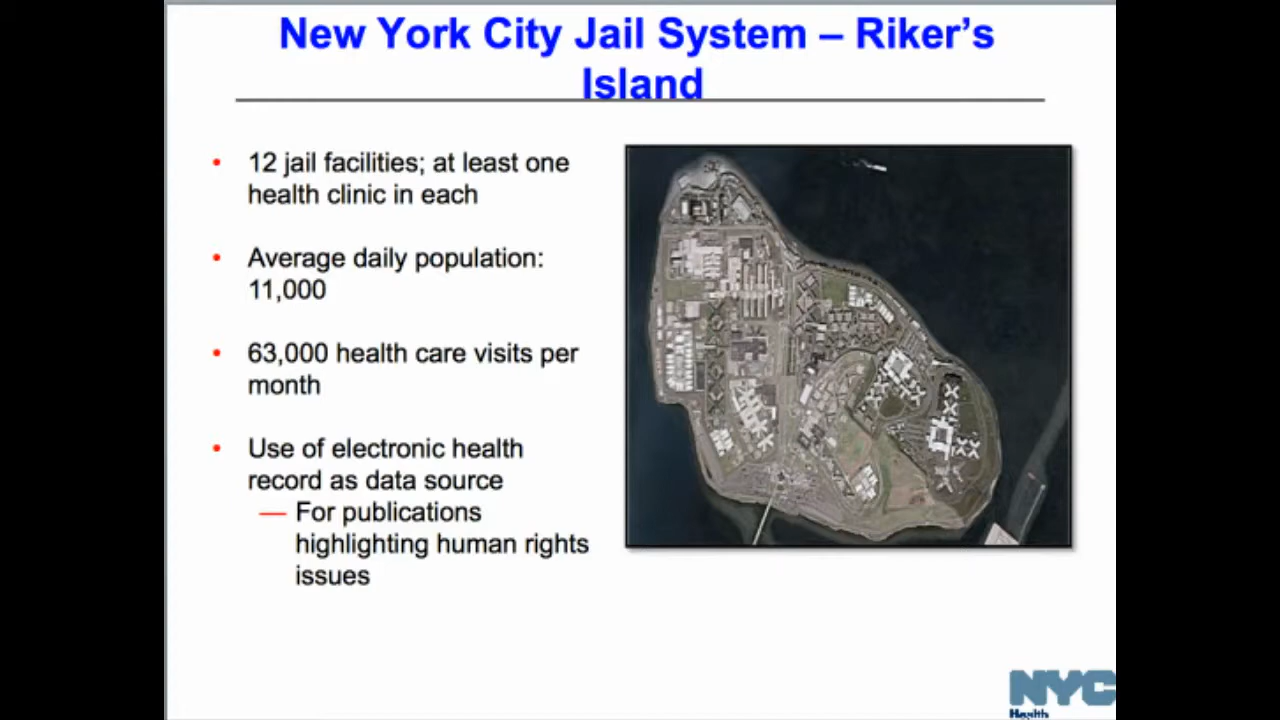 New York City Jail System – Riker's
Island
• 12 jail facilities; at least one
health clinic in each
• Average daily population:
11,000
• 63,000 health care visits per
month
• Use of electronic health
record as data source
— For publications
highlighting human rights
issues
NYC
Health